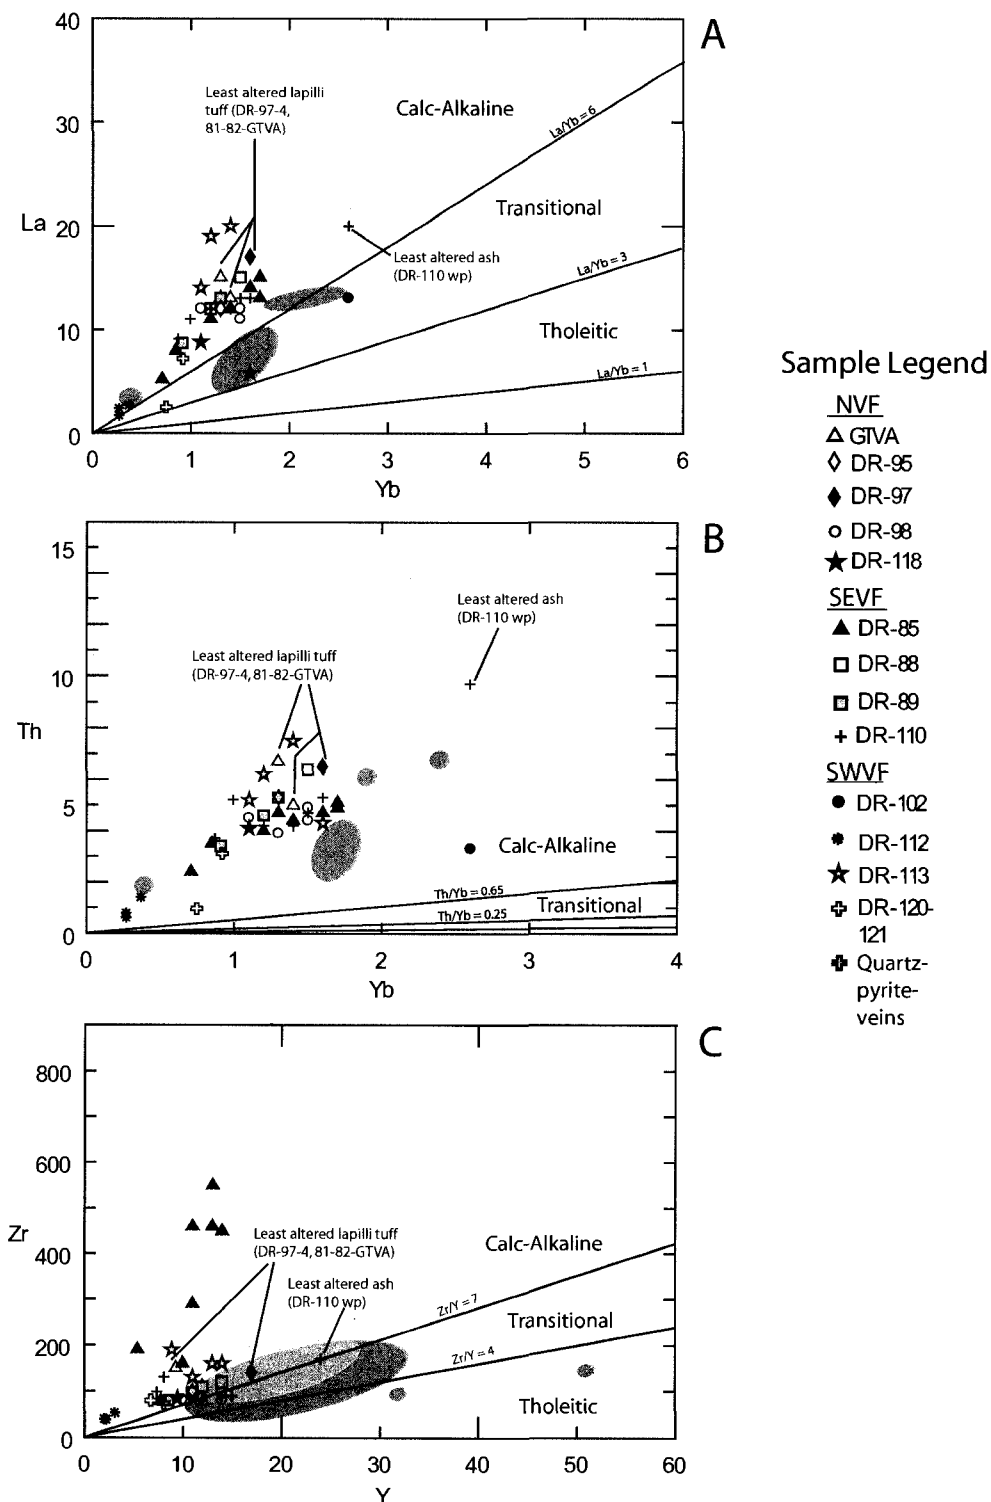 A
40
30
20
10
0
La
Least altered lapilli
tuff (DR-97-4,
81-82-GTVA)
Calc-Alkaline
La/Yb = 6
Transitional
Least altered ash
(DR-110 wp)
La/Yb = 3
Tholeitic
La/Yb = 1
0 1 2 3 4 5 6
Yb
B
15
10
5
0
Th
Least altered ash
(DR-110 wp)
Least altered lapilli tuff
(DR-97-4, 81-82-GTVA)
Calc-Alkaline
Th/Yb = 0.65
Transitional
Th/Yb = 0.25
0 1 2 3 4
Yb
C
800
600
400
200
0
Zr
Least altered lapilli tuff
(DR-97-4, 81-82-GTVA)
Least altered ash
(DR-110 wp)
Calc-Alkaline
Zr/Y = 7
Transitional
Zr/Y = 4
Tholeitic
0 10 20 30 40 50 60
Y
Sample Legend
NVF
GTVA
DR-95
DR-97
DR-98
DR-118
SEVF
DR-85
DR-88
DR-89
DR-110
SWVF
DR-102
DR-112
DR-113
DR-120-
121
Quartz-
pyrite-
veins